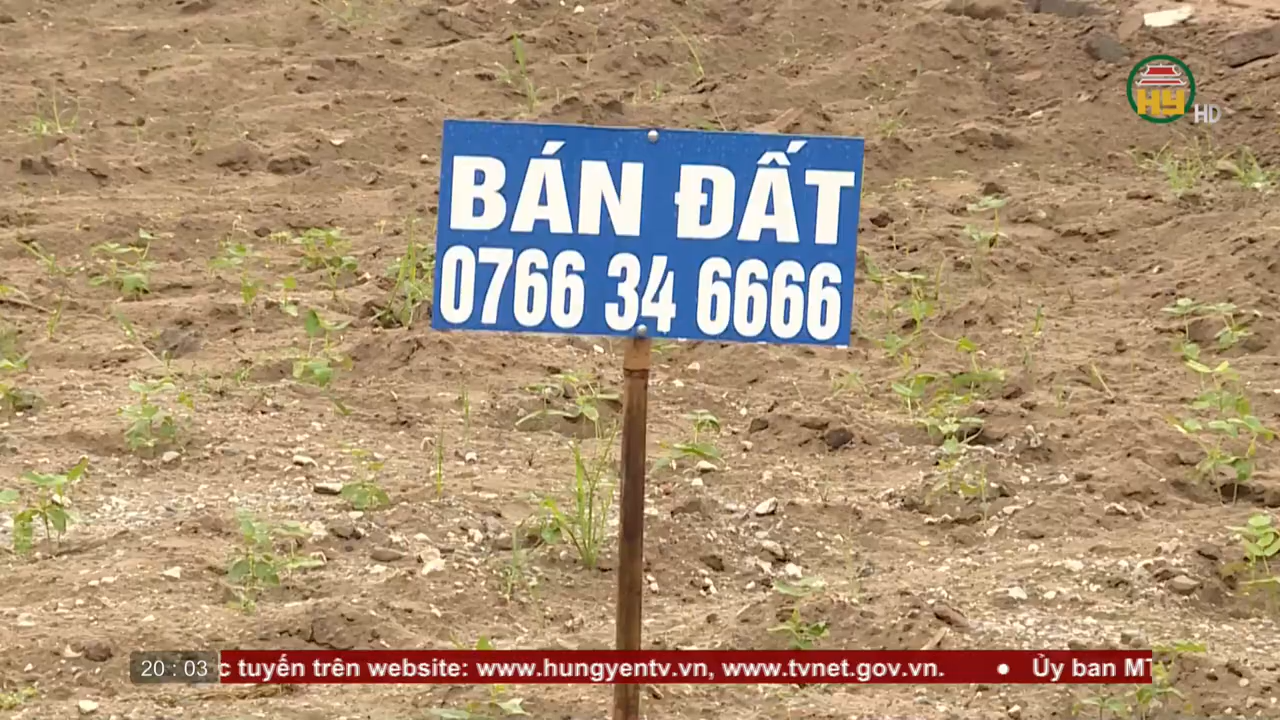 HY HD
BÁN ĐẤT
0766 34 6666
20 : 03 c tuyến trên website: www.hungyentv.vn, www.tvnet.gov.vn. • Ủy ban MT